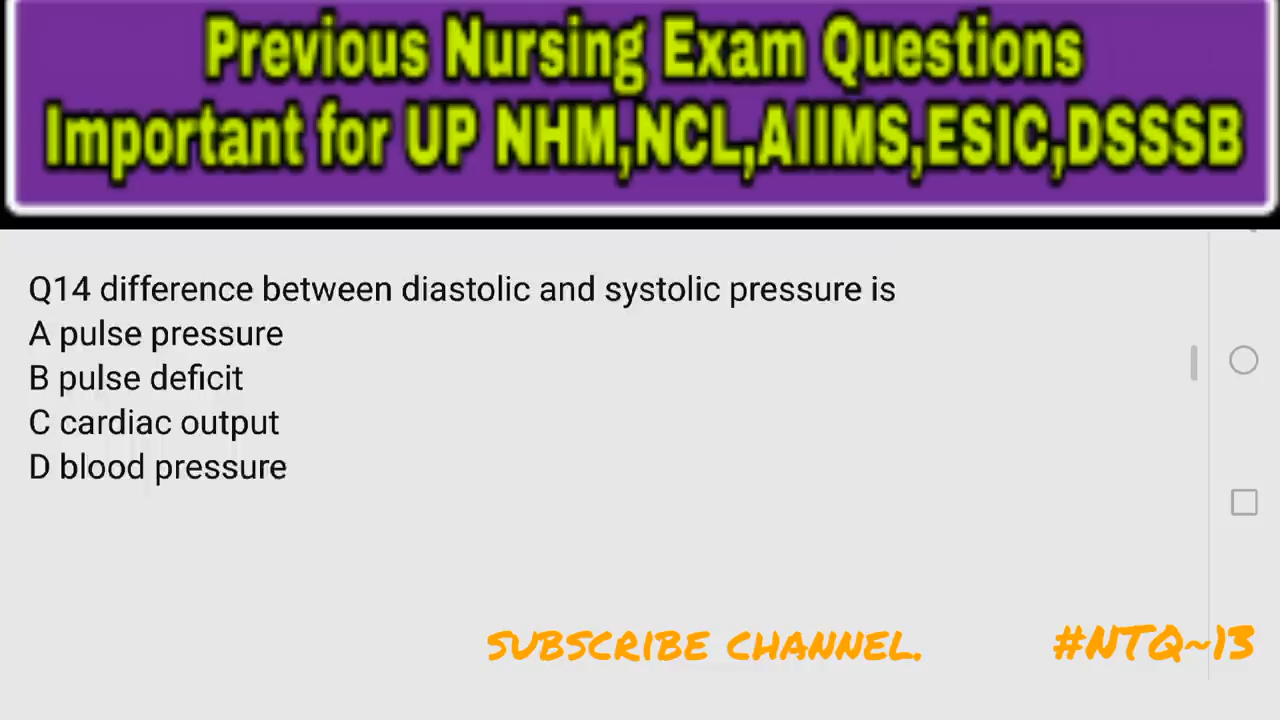 Previous Nursing Exam Questions
Important for UP NHM,NCL,AIIMS,ESIC,DSSSB
Q14 difference between diastolic and systolic pressure is
A pulse pressure
B pulse deficit
C cardiac output
D blood pressure
SUBSCRIBE CHANNEL. #NTQ~13